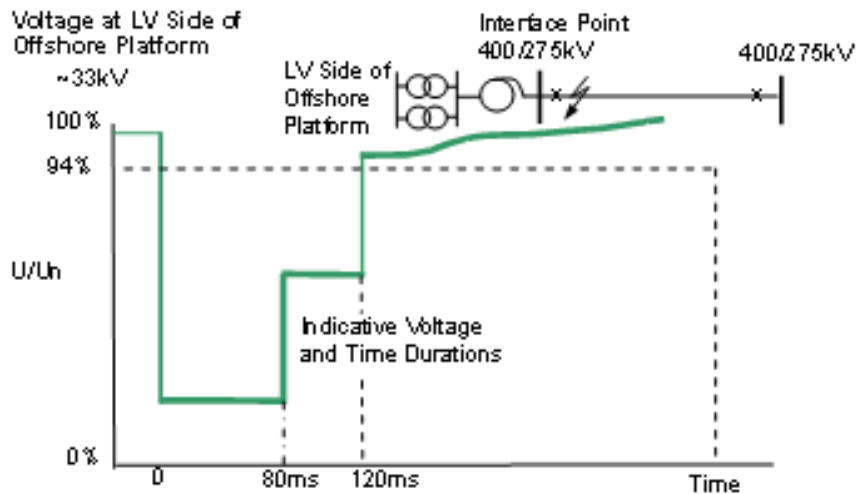 Voltage at LV Side of
Offshore Platform
~33kV
Interface Point
400/275kV
400/275kV
LV Side of
Offshore
Platform
100%
94%
U/Un
Indicative Voltage
and Time Durations
0%
0
80ms
120ms
Time